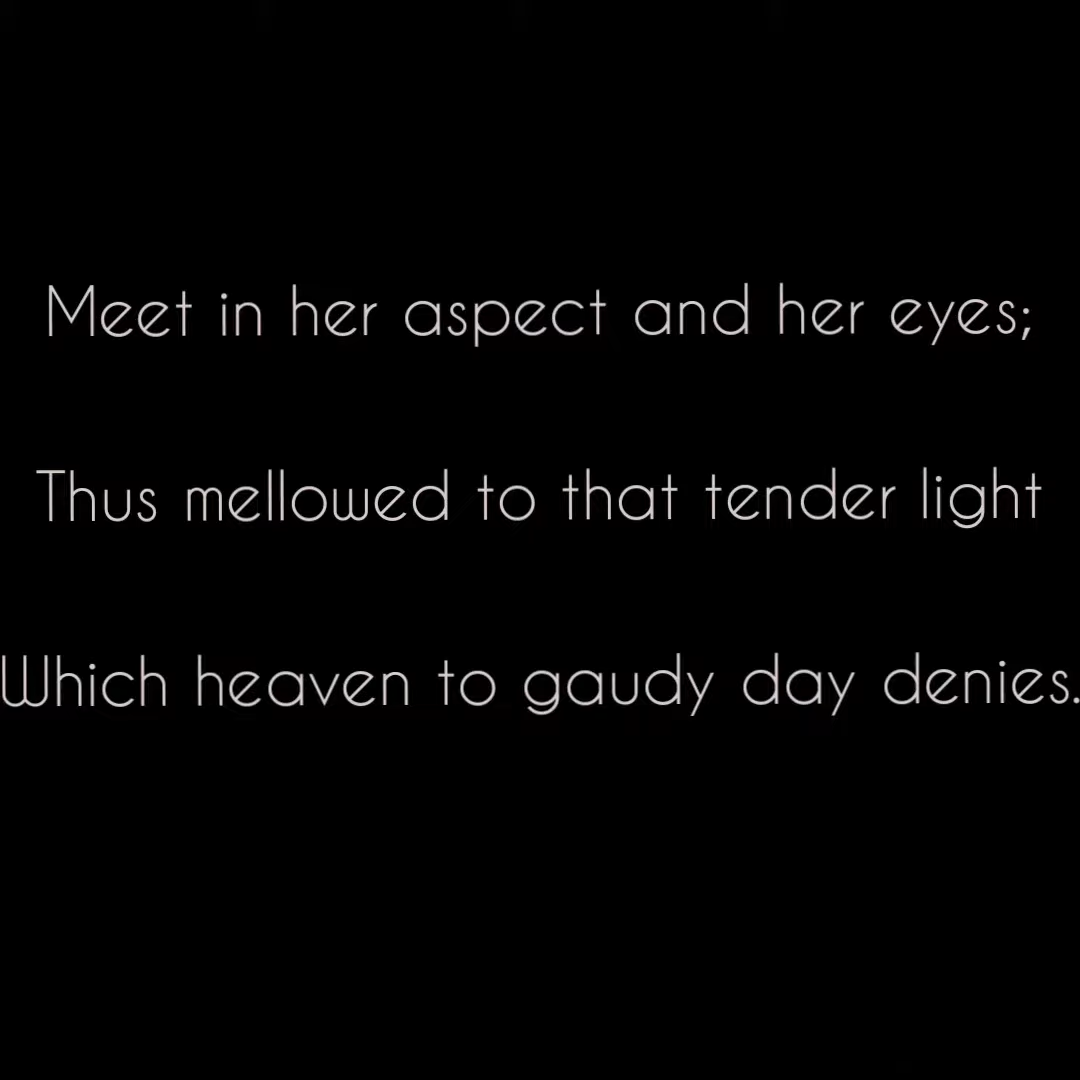 Meet in her aspect and her eyes;
Thus mellowed to that tender light
Which heaven to gaudy day denies.